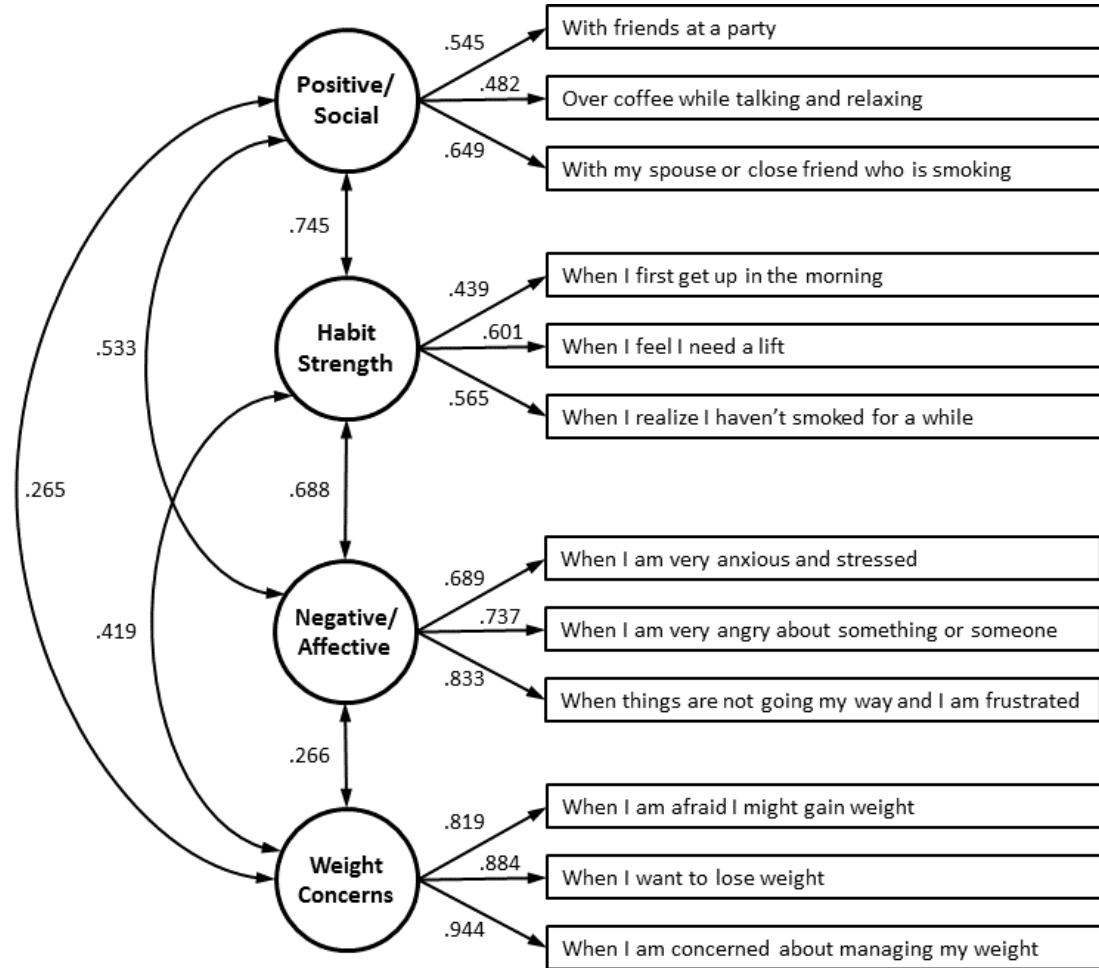 With friends at a party
.545
Positive/
Social
.482
Over coffee while talking and relaxing
.649
With my spouse or close friend who is smoking
.745
When I first get up in the morning
.439
Habit
Strength
.601
When I feel I need a lift
.565
When I realize I haven’t smoked for a while
.533
.265
.688
When I am very anxious and stressed
.689
Negative/
Affective
.737
When I am very angry about something or someone
.833
When things are not going my way and I am frustrated
.419
.266
When I am afraid I might gain weight
.819
Weight
Concerns
.884
When I want to lose weight
.944
When I am concerned about managing my weight